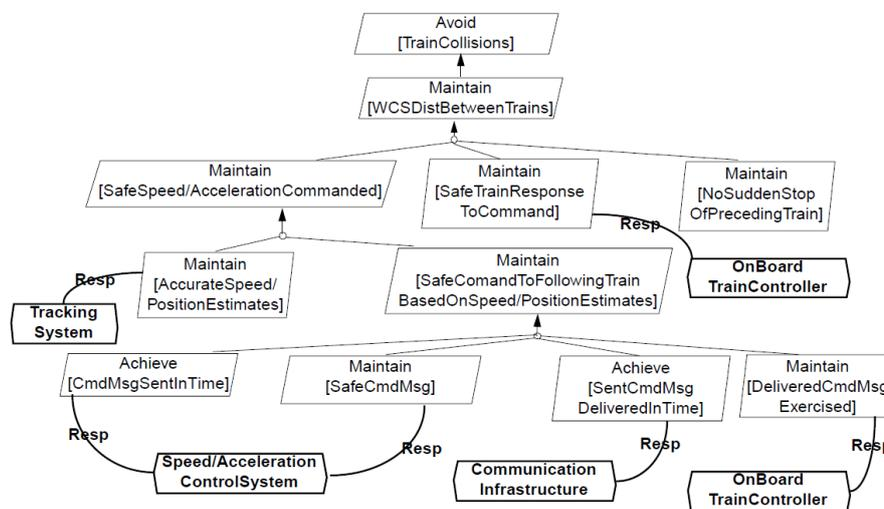 Avoid
[TrainCollisions]
Maintain
[WCSDistBetweenTrains]
Maintain
[SafeSpeed/AccelerationCommanded]
Maintain
[SafeTrainResponse
ToCommand]
Maintain
[NoSuddenStop
OfPrecedingTrain]
Resp
OnBoard
TrainController
Maintain
[AccurateSpeed/
PositionEstimates]
Resp
Tracking
System
Maintain
[SafeComandToFollowingTrain
BasedOnSpeed/PositionEstimates]
Achieve
[CmdMsgSentInTime]
Maintain
[SafeCmdMsg]
Achieve
[SentCmdMsg
DeliveredInTime]
Maintain
[DeliveredCmdMsg
Exercised]
Resp
Resp
Resp
Resp
Speed/Acceleration
ControlSystem
Communication
Infrastructure
OnBoard
TrainController